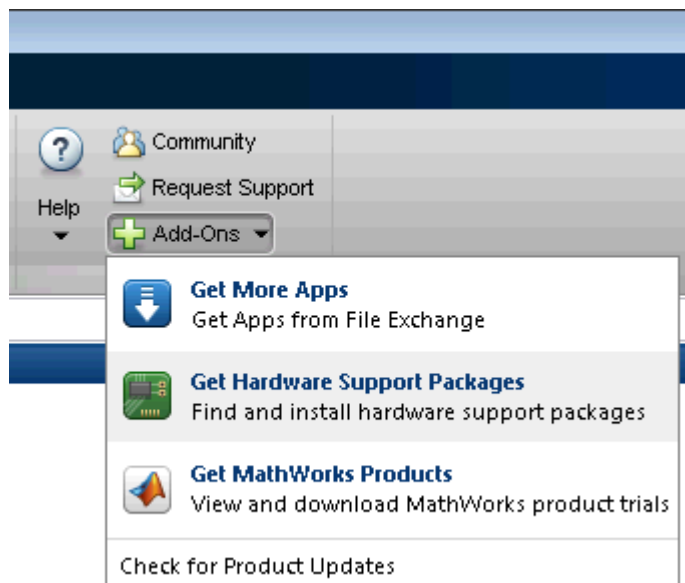 ?
Community
Request Support
Help
Add-Ons
Get More Apps
Get Apps from File Exchange
Get Hardware Support Packages
Find and install hardware support packages
Get MathWorks Products
View and download MathWorks product trials
Check for Product Updates